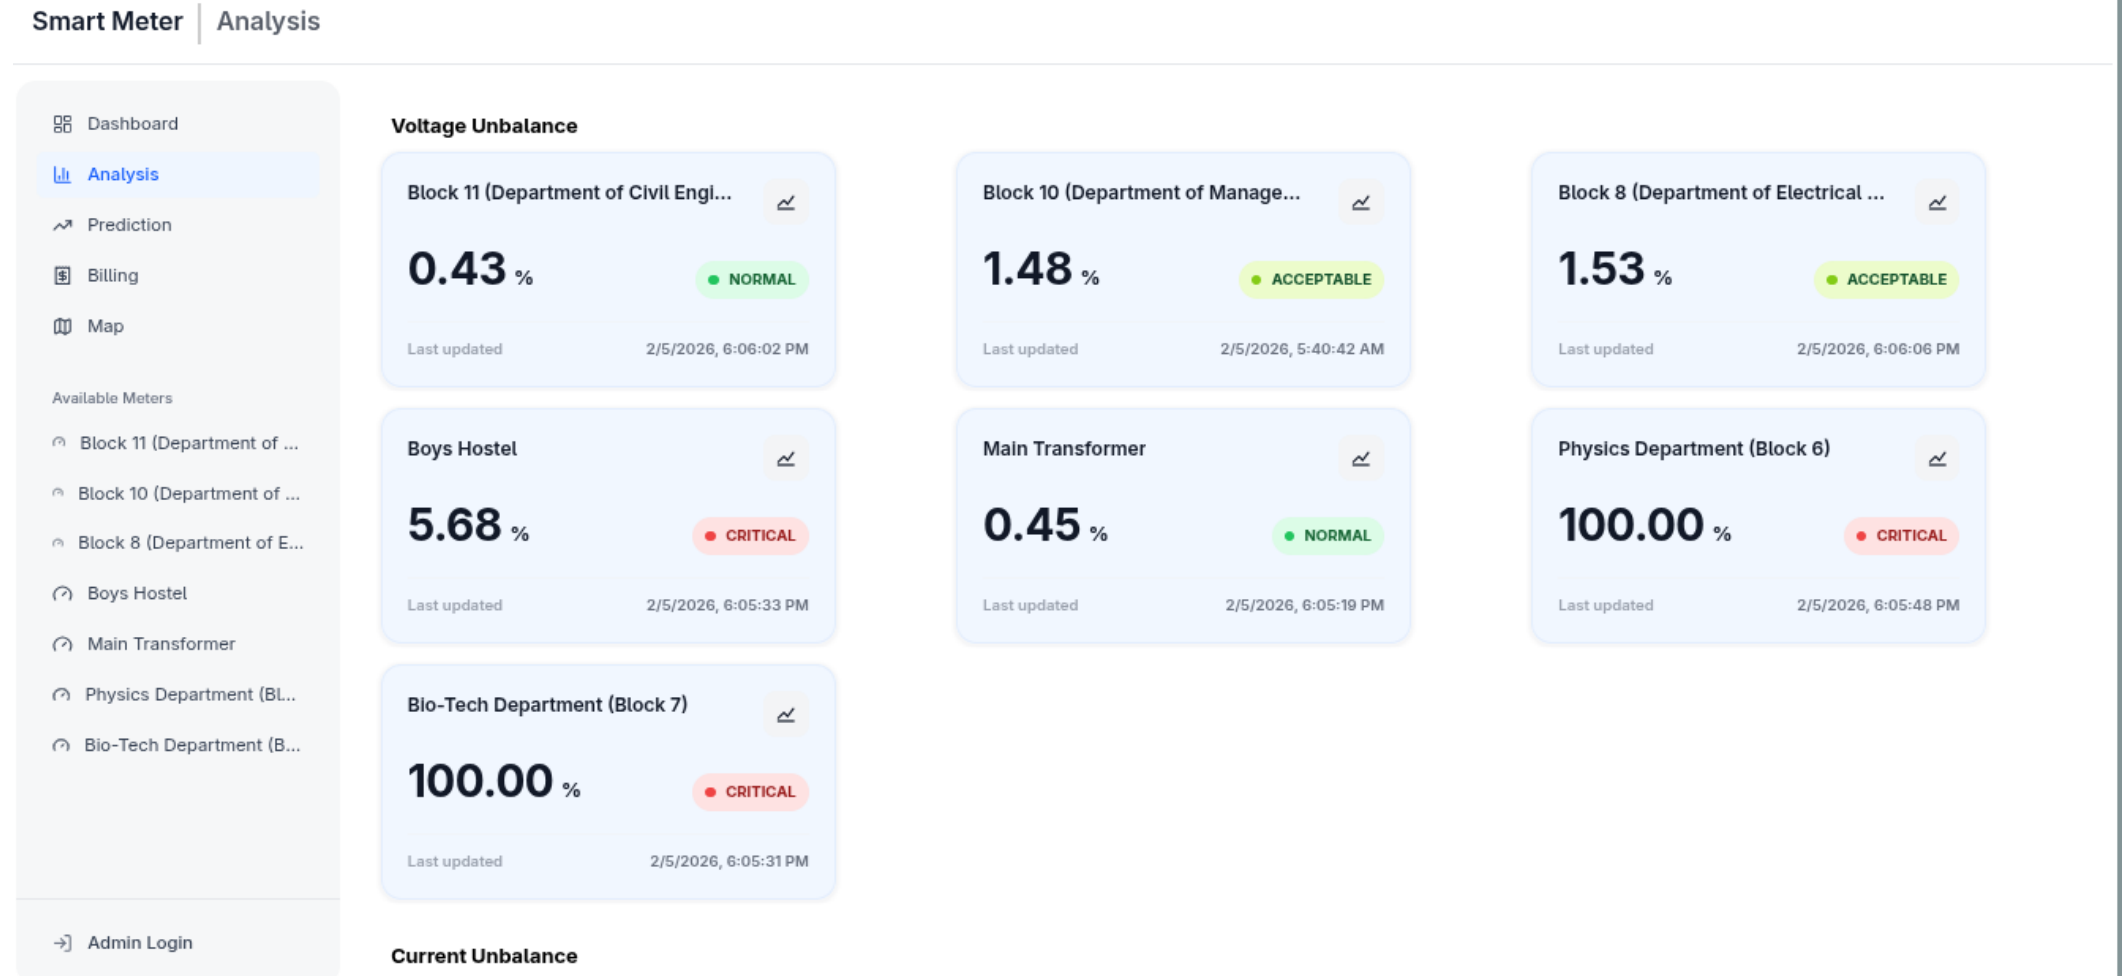 Smart Meter | Analysis
Dashboard
Analysis
Prediction
Billing
Map
Available Meters
Block 11 (Department of ...
Block 10 (Department of ...
Block 8 (Department of E...
Boys Hostel
Main Transformer
Physics Department (Bl...
Bio-Tech Department (B...
Admin Login
Voltage Unbalance
Block 11 (Department of Civil Engi...
0.43 %
NORMAL
Last updated 2/5/2026, 6:06:02 PM
Block 10 (Department of Manage...
1.48 %
ACCEPTABLE
Last updated 2/5/2026, 5:40:42 AM
Block 8 (Department of Electrical ...
1.53 %
ACCEPTABLE
Last updated 2/5/2026, 6:06:06 PM
Boys Hostel
5.68 %
CRITICAL
Last updated 2/5/2026, 6:05:33 PM
Main Transformer
0.45 %
NORMAL
Last updated 2/5/2026, 6:05:19 PM
Physics Department (Block 6)
100.00 %
CRITICAL
Last updated 2/5/2026, 6:05:48 PM
Bio-Tech Department (Block 7)
100.00 %
CRITICAL
Last updated 2/5/2026, 6:05:31 PM
Current Unbalance